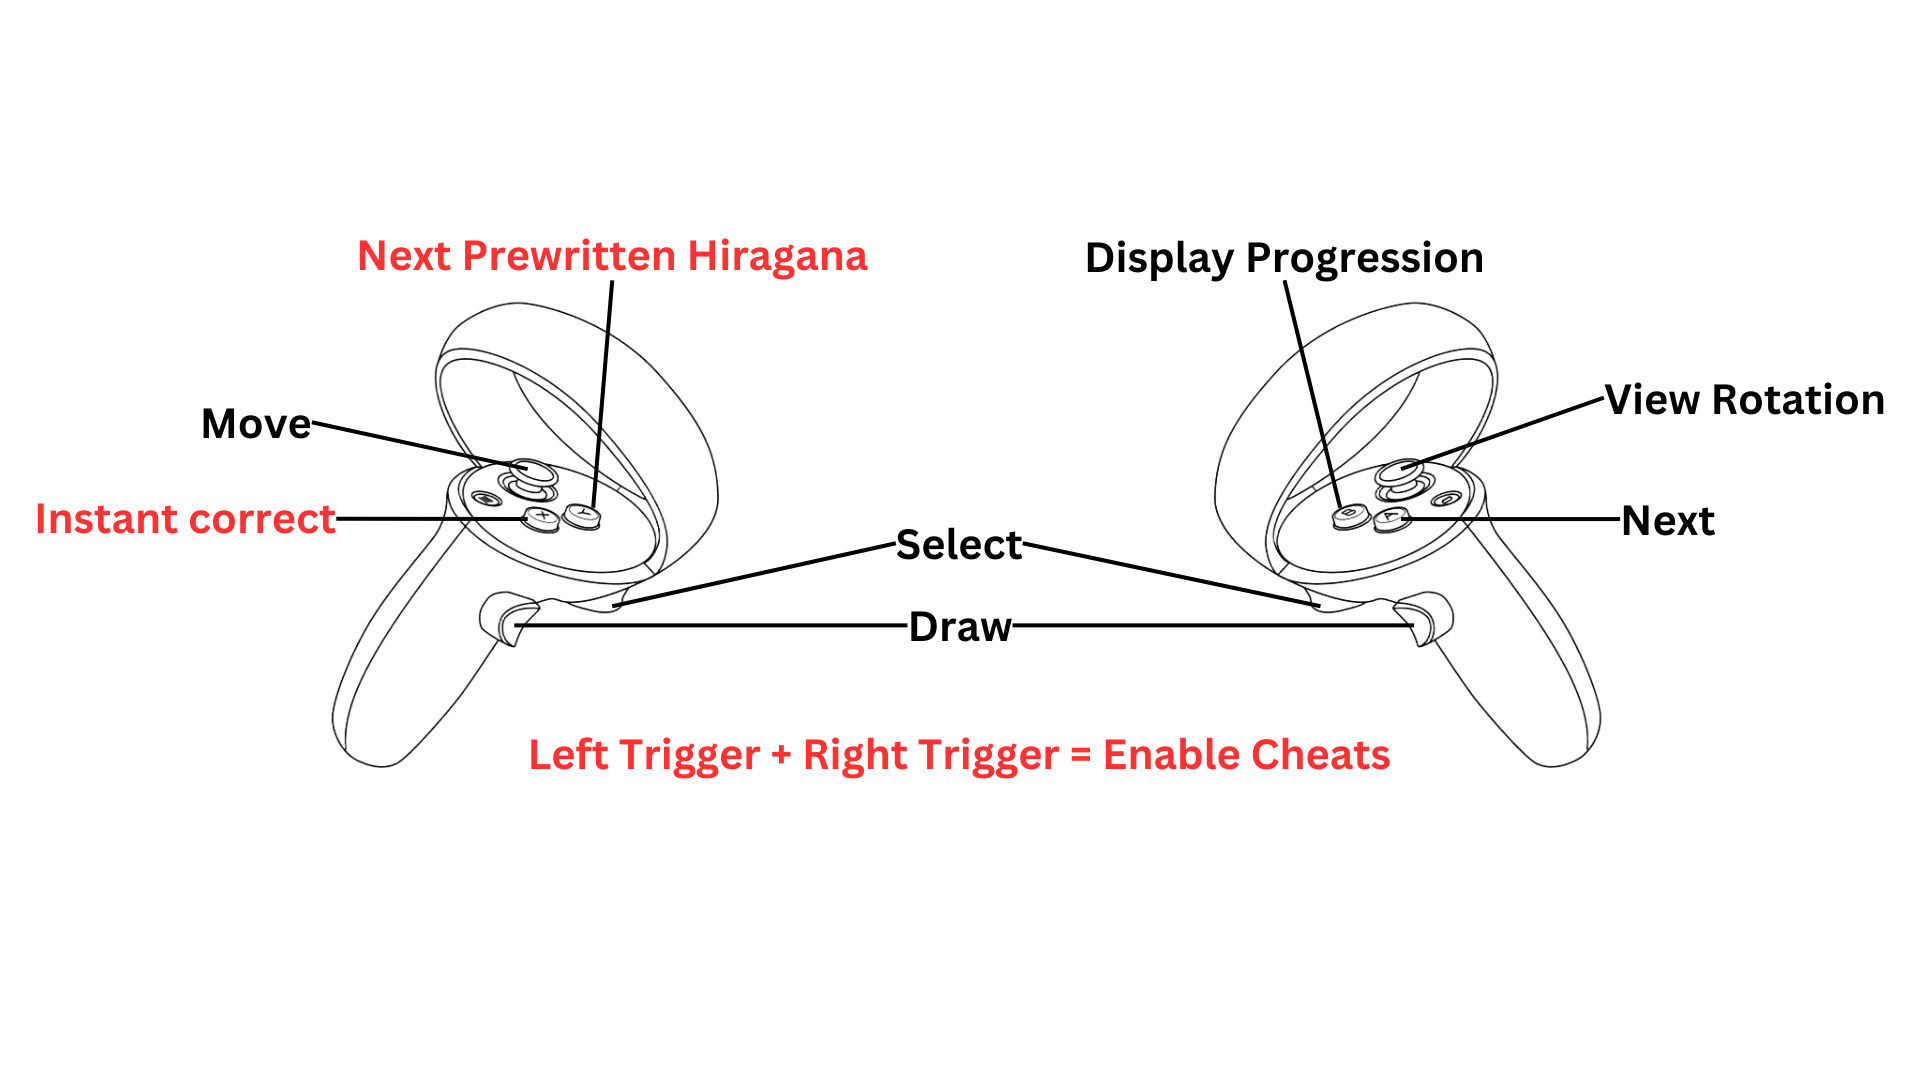 Next Prewritten Hiragana
Display Progression
Move
View Rotation
Instant correct
X
Y
B
A
Next
Select
Draw
Left Trigger + Right Trigger = Enable Cheats